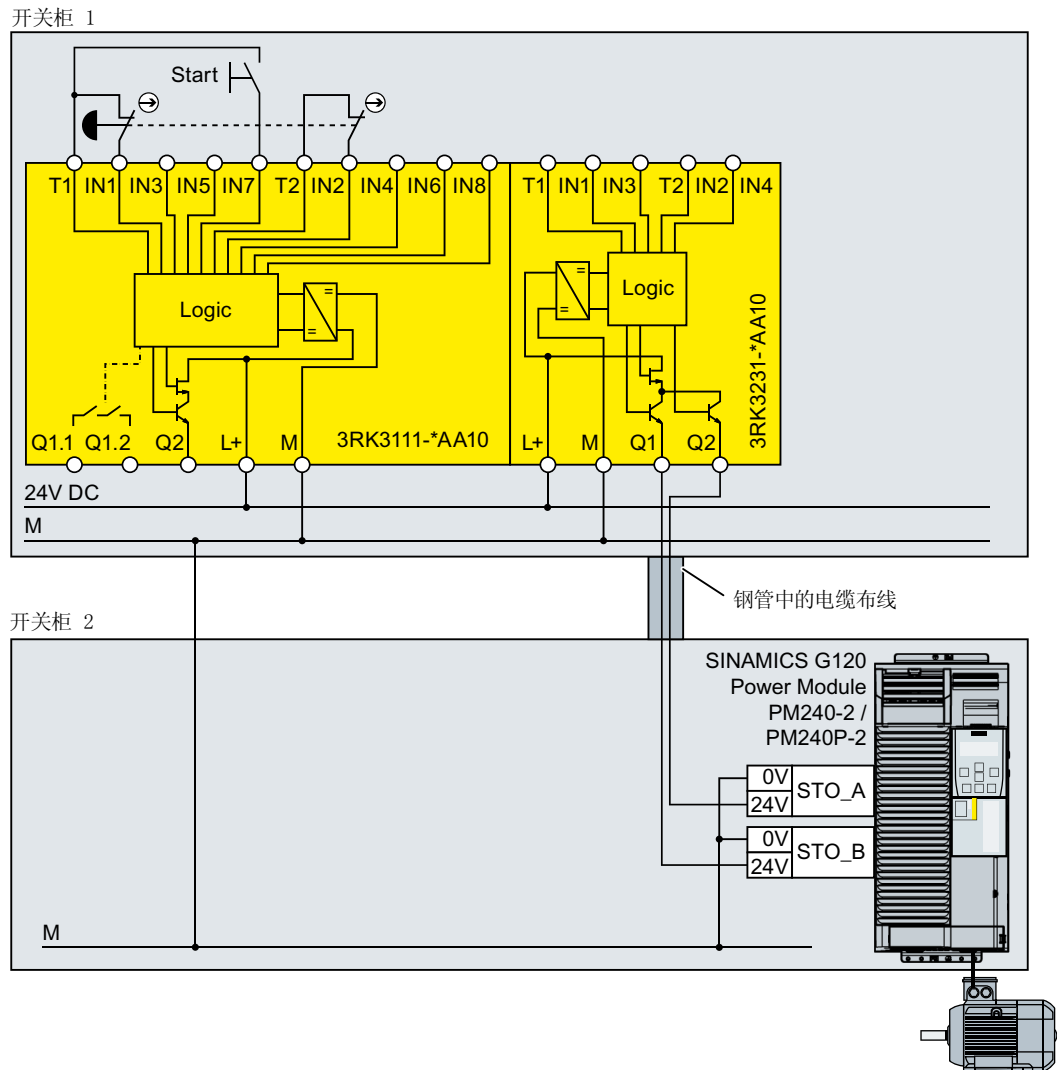 开关柜 1
Start
T1 IN1 IN3 IN5 IN7 T2 IN2 IN4 IN6 IN8
T1 IN1 IN3 T2 IN2 IN4
Logic
=
=
=
=
Logic
Q1.1 Q1.2 Q2 L+ M 3RK3111-*AA10
L+ M Q1 Q2
3RK3231-*AA10
24V DC
M
钢管中的电缆布线
开关柜 2
SINAMICS G120
Power Module
PM240-2 /
PM240P-2
0V
24V
STO_A
0V
24V
STO_B
M